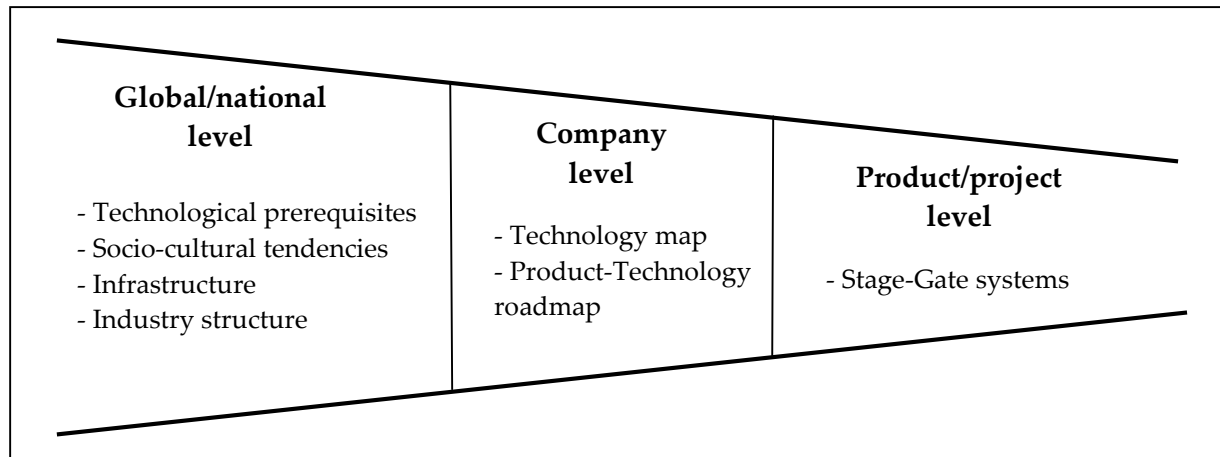 Global/national
level
- Technological prerequisites
- Socio-cultural tendencies
- Infrastructure
- Industry structure
Company
level
- Technology map
- Product-Technology
roadmap
Product/project
level
- Stage-Gate systems